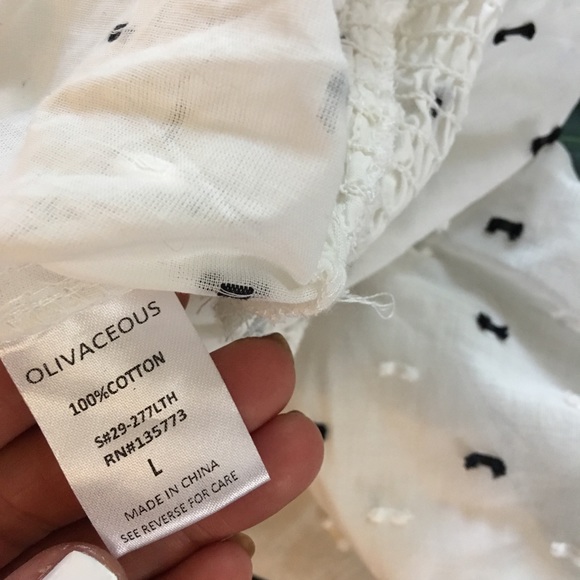 OLIVACEOUS
100%COTTON
S#29-277LTH
RN#135773
L
MADE IN CHINA
SEE REVERSE FOR CARE